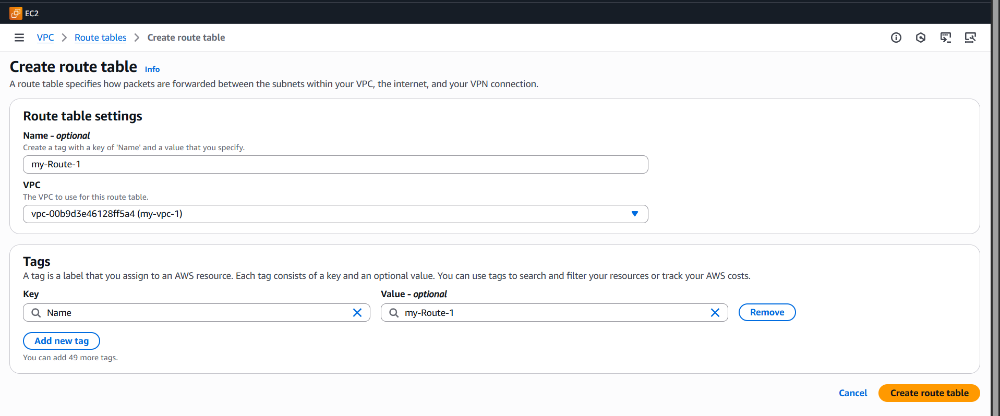 EC2
VPC > Route tables > Create route table
Create route table Info
A route table specifies how packets are forwarded between the subnets within your VPC, the internet, and your VPN connection.
Route table settings
Name - optional
Create a tag with a key of 'Name' and a value that you specify.
my-Route-1
VPC
The VPC to use for this route table.
vpc-00b9d3e46128ff5a4 (my-vpc-1)
Tags
A tag is a label that you assign to an AWS resource. Each tag consists of a key and an optional value. You can use tags to search and filter your resources or track your AWS costs.
Key Value - optional
Name my-Route-1 Remove
Add new tag
You can add 49 more tags.
Cancel Create route table